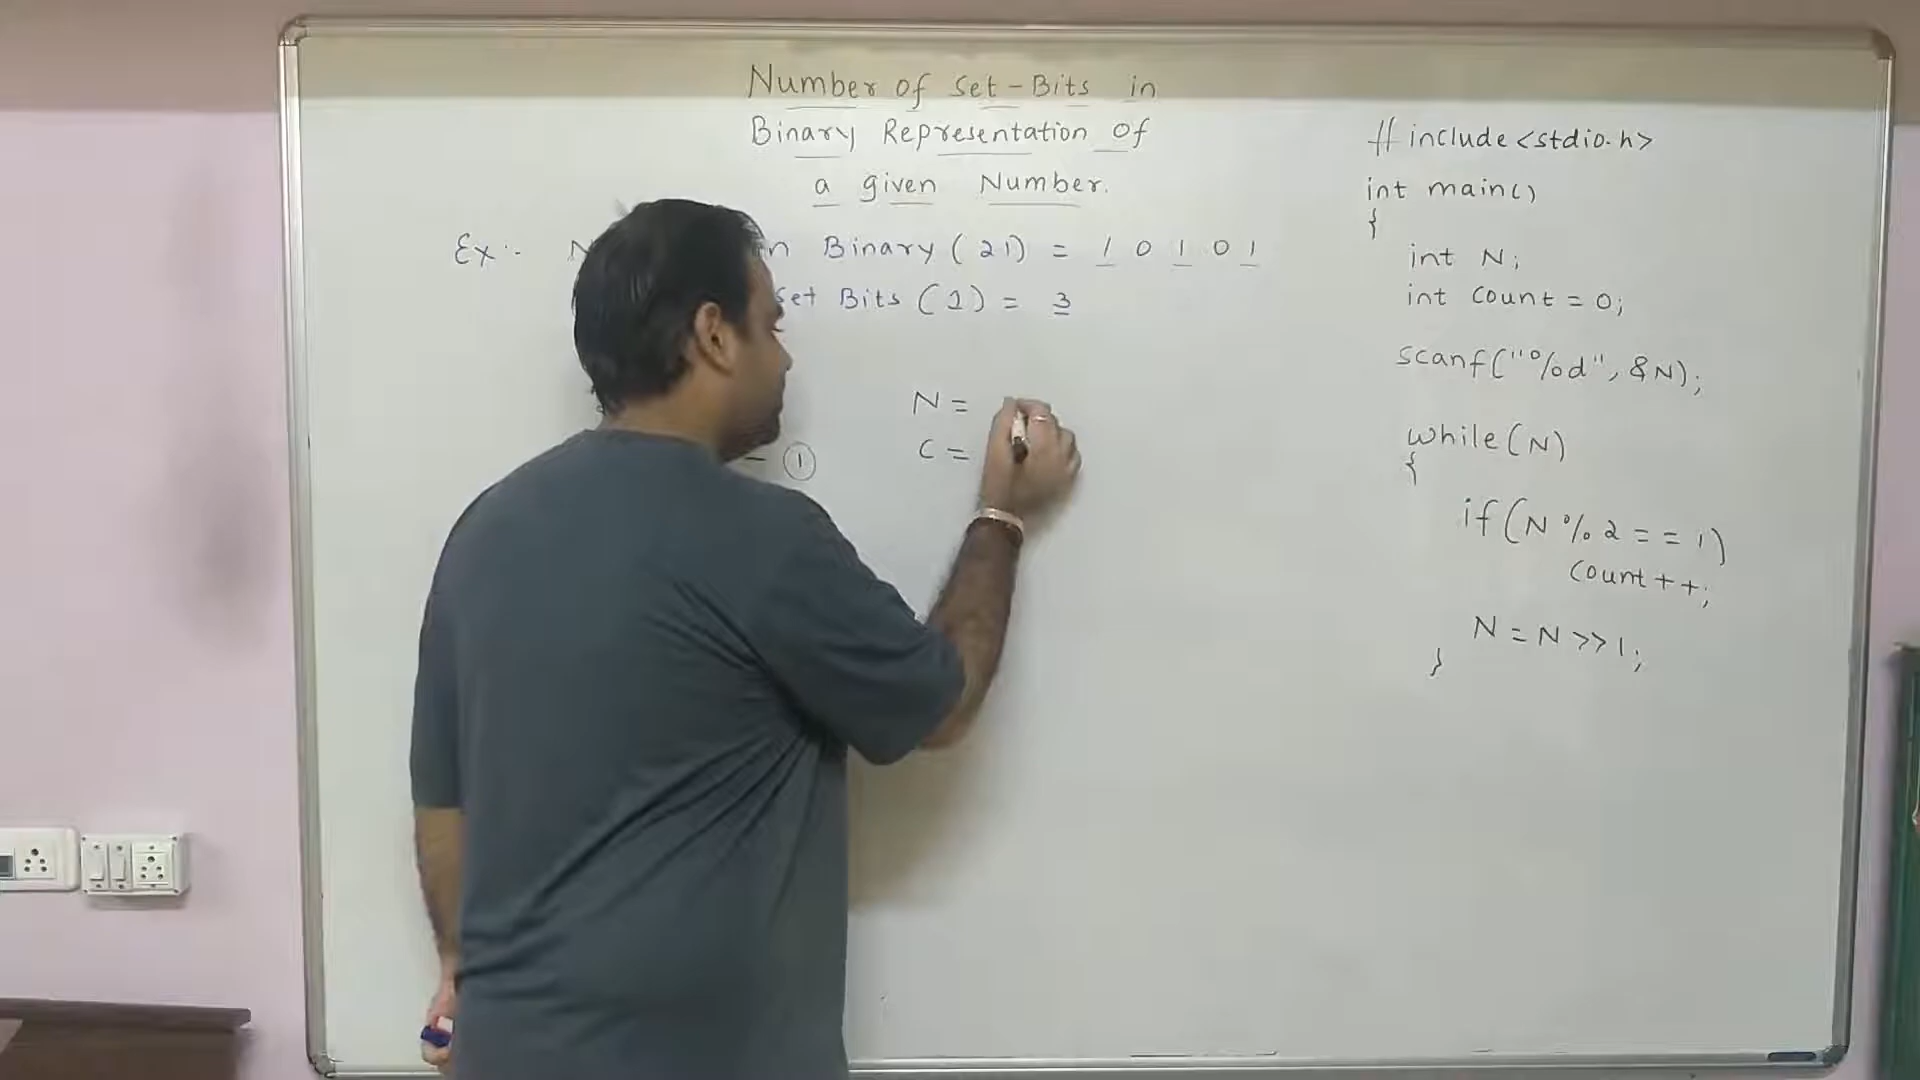 Number of Set-Bits in
Binary Representation of
a given Number.
Ex:- N
n Binary (21) = 1 0 1 0 1
Set Bits (1) = 3
- 1
N =
C =
#include <stdio.h>
int main()
{
int N;
int count = 0;
scanf("%d", &N);
while(N)
{
if(N % 2 == 1)
count++;
N = N >> 1;
}